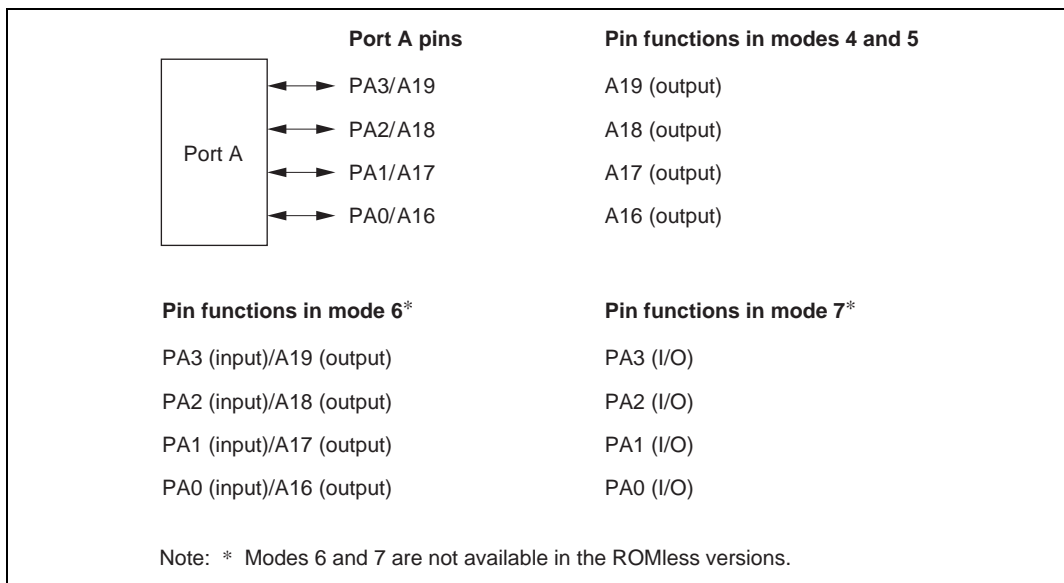 Port A pins Pin functions in modes 4 and 5
PA3/A19 A19 (output)
PA2/A18 A18 (output)
Port A
PA1/A17 A17 (output)
PA0/A16 A16 (output)
Pin functions in mode 6* Pin functions in mode 7*
PA3 (input)/A19 (output) PA3 (I/O)
PA2 (input)/A18 (output) PA2 (I/O)
PA1 (input)/A17 (output) PA1 (I/O)
PA0 (input)/A16 (output) PA0 (I/O)
Note: * Modes 6 and 7 are not available in the ROMless versions.